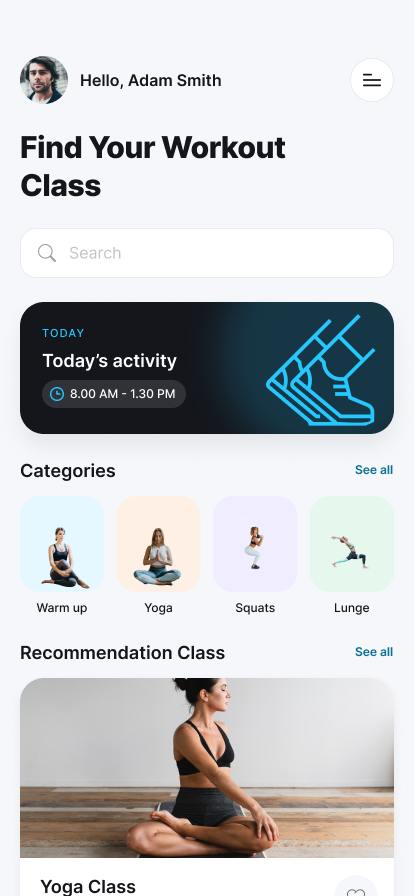 Hello, Adam Smith
Find Your Workout
Class
Search
TODAY
Today’s activity
8.00 AM - 1.30 PM
Categories
See all
Warm up
Yoga
Squats
Lunge
Recommendation Class
See all
Yoga Class